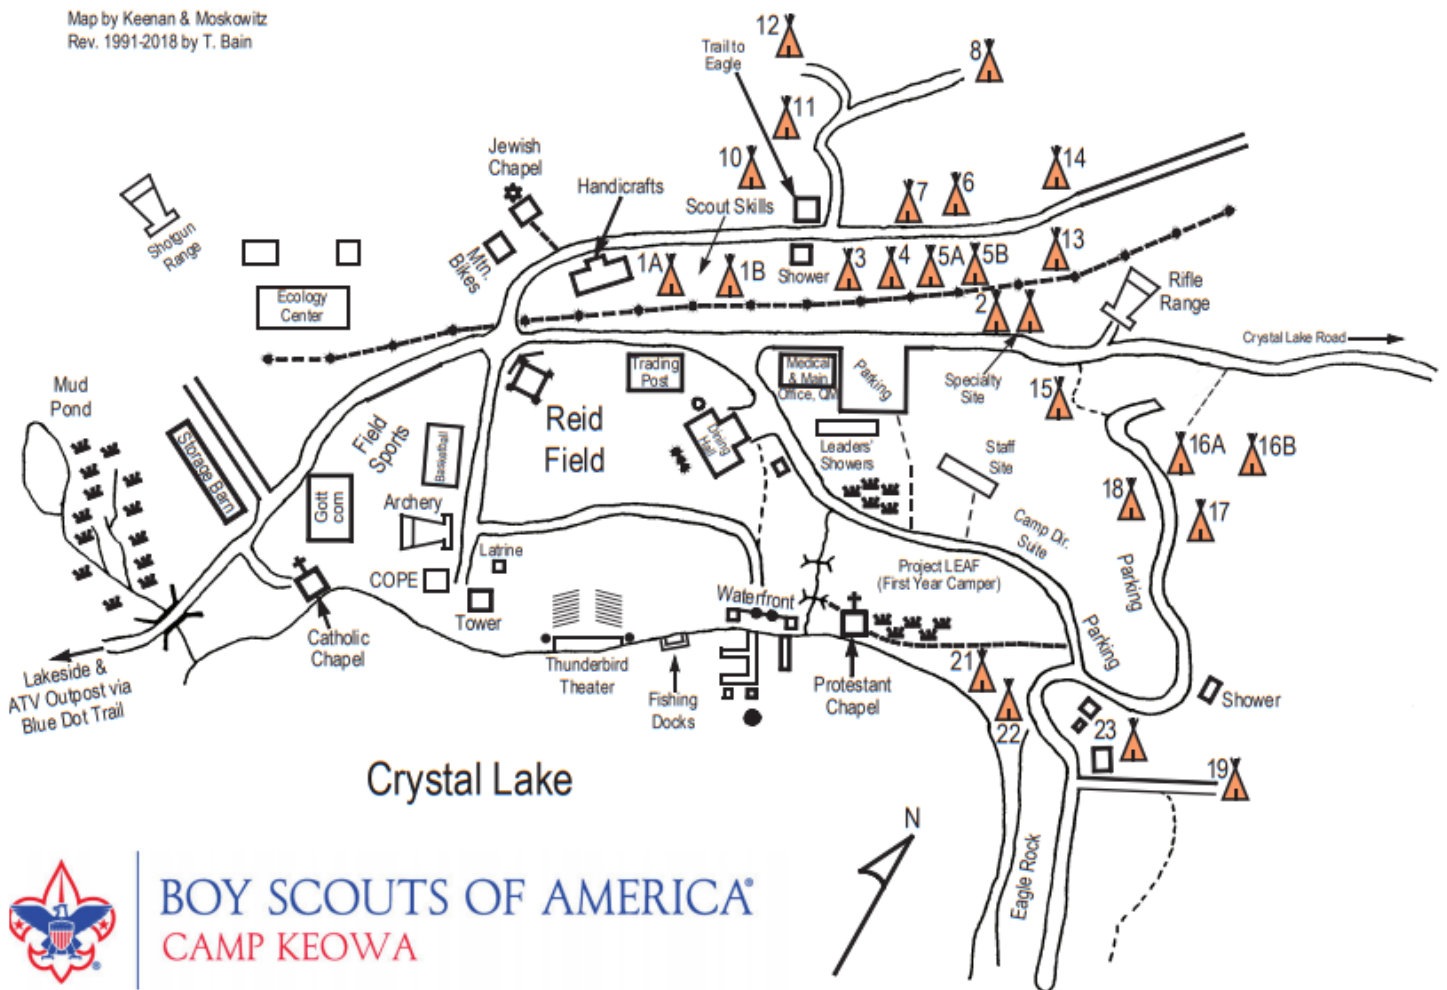 Map by Keenan & Moskowitz
Rev. 1991-2018 by T. Bain
12
Trail to
Eagle
8
11
Jewish
Chapel
10
14
Handicrafts
7
6
Scout Skills
Shotgun
Range
Mtn.
Bikes
13
1A
1B
Shower
3
4
5A
5B
Rifle
Range
Ecology
Center
2
Crystal Lake Road
Mud
Pond
Trading
Post
Medical
& Main
Office, QM
Parking
Specialty
Site
15
Reid
Field
Field
Sports
Basketball
Dining
Hall
Leaders'
Showers
Staff
Site
16A
16B
Storage Barn
Gott
com
Archery
18
17
Camp Dir.
Suite
Latrine
COPE
Project LEAF
(First Year Camper)
Parking
Waterfront
Tower
Catholic
Chapel
Parking
Thunderbird
Theater
21
Lakeside &
ATV Outpost via
Blue Dot Trail
Fishing
Docks
Protestant
Chapel
Shower
22
23
Crystal Lake
19
N
Eagle Rock
BOY SCOUTS OF AMERICA®
CAMP KEOWA